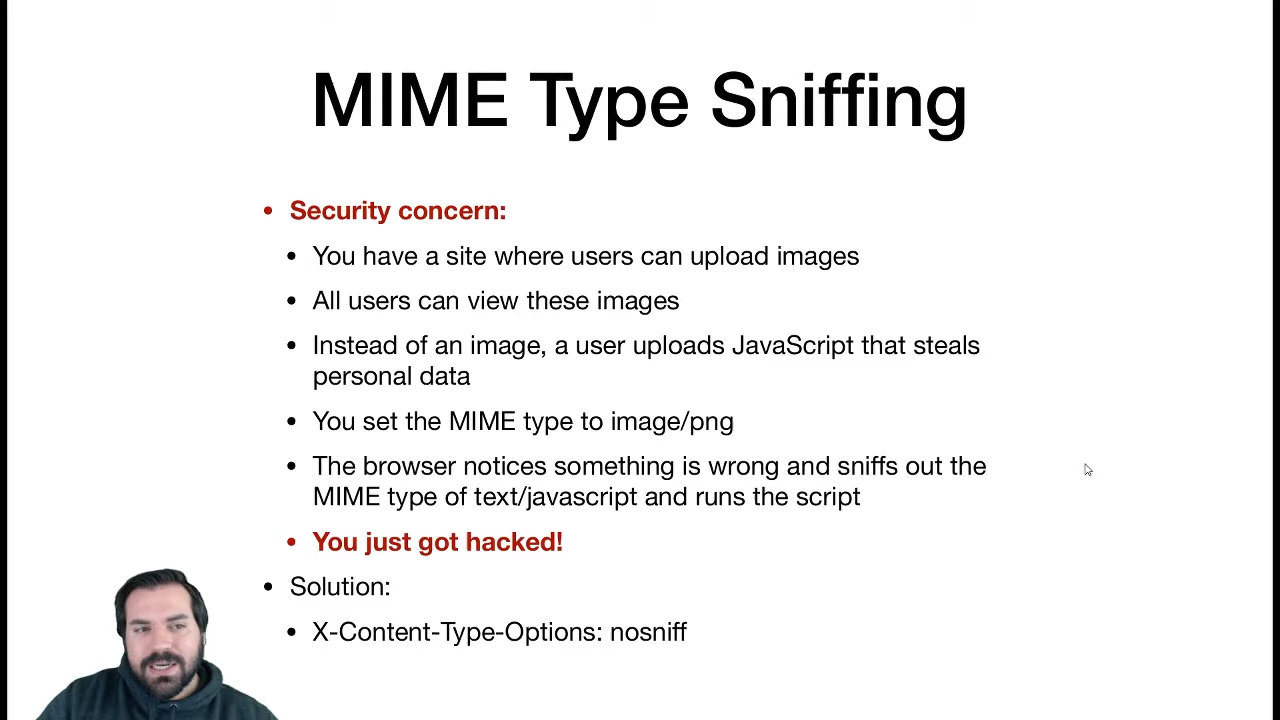 MIME Type Sniffing
• Security concern:
• You have a site where users can upload images
• All users can view these images
• Instead of an image, a user uploads JavaScript that steals
personal data
• You set the MIME type to image/png
• The browser notices something is wrong and sniffs out the
MIME type of text/javascript and runs the script
• You just got hacked!
• Solution:
• X-Content-Type-Options: nosniff